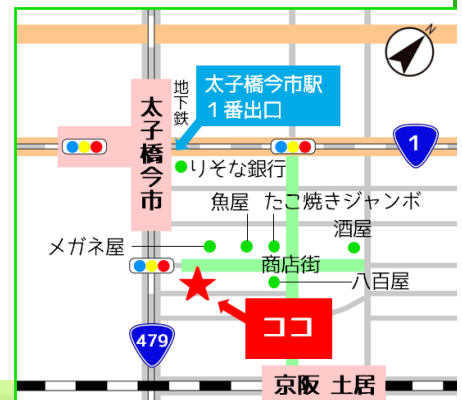 N
地下鉄
太子橋今市駅
1番出口
太子橋今市
1
りそな銀行
魚屋
たこ焼きジャンボ
酒屋
メガネ屋
商店街
八百屋
ココ
479
京阪 土居